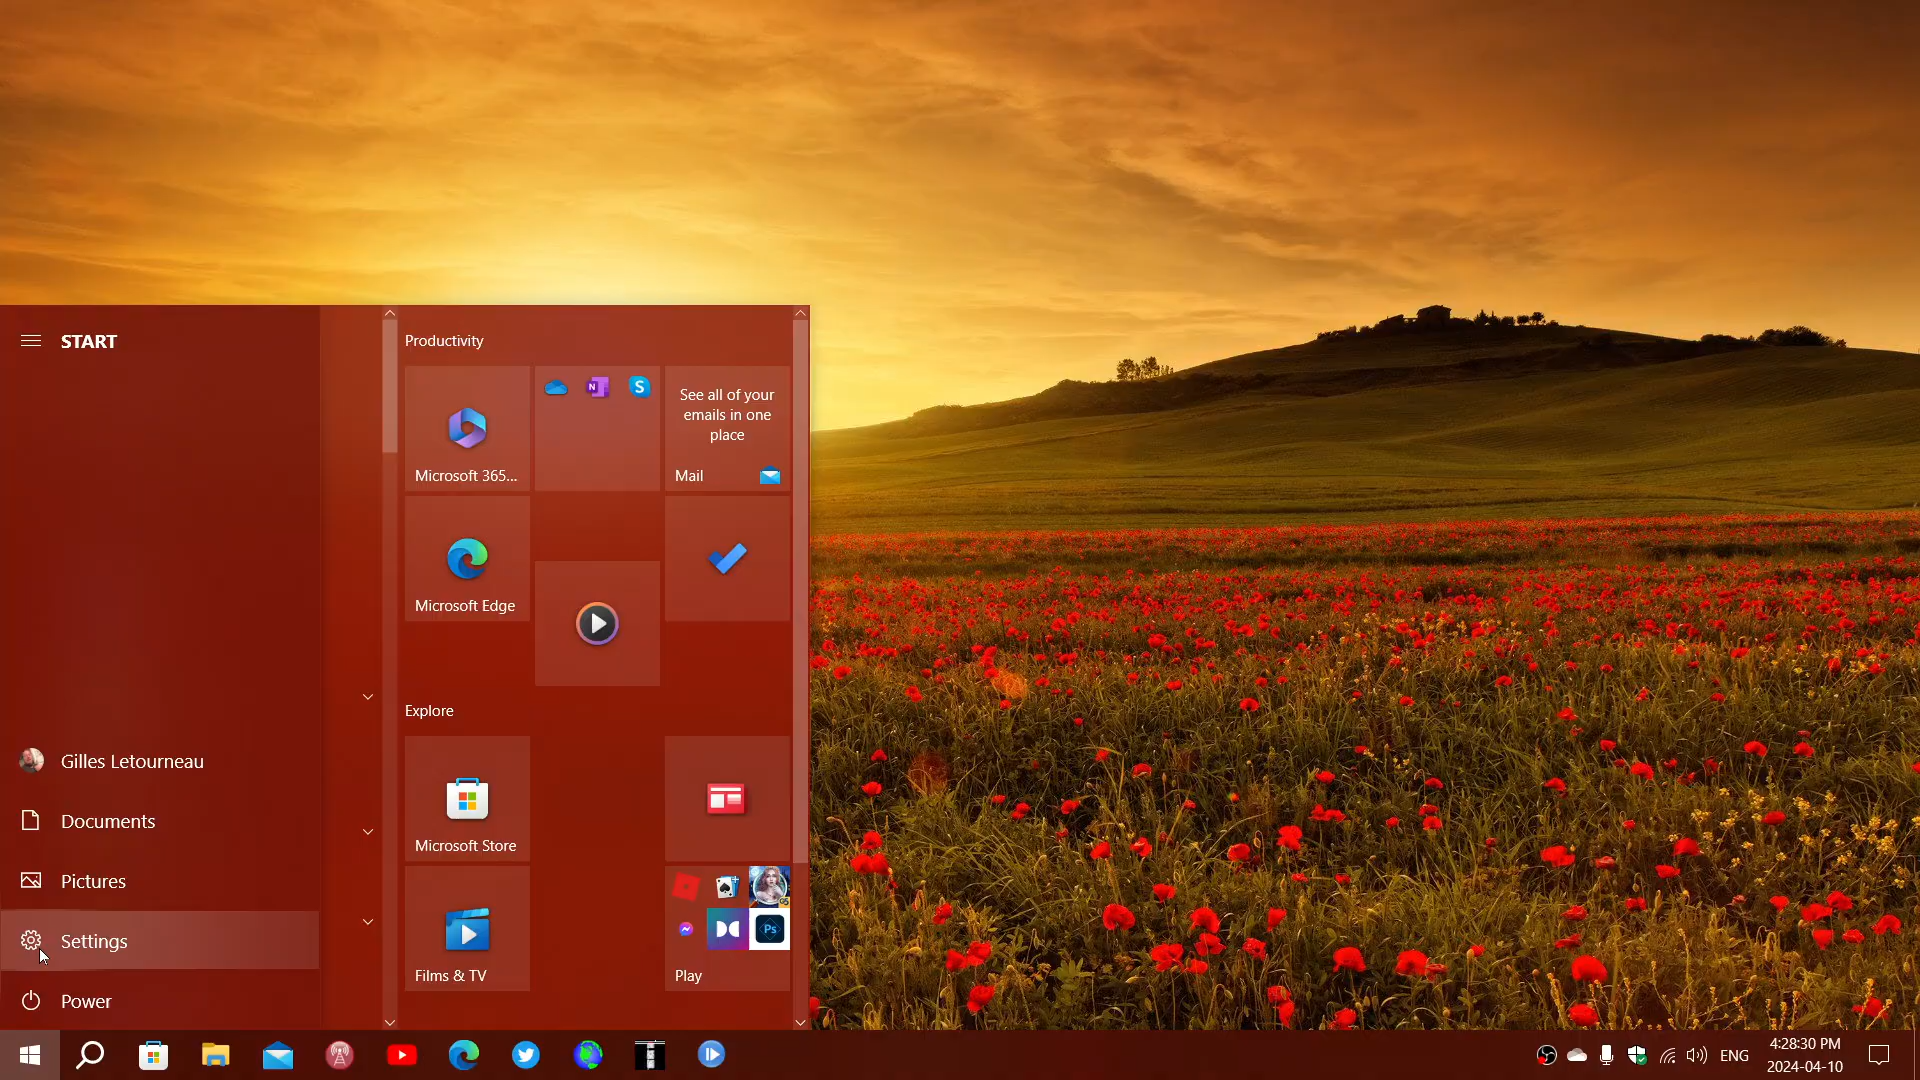 START
Gilles Letourneau
Documents
Pictures
Settings
Power
Productivity
Microsoft 365...
N
S
See all of your
emails in one
place
Mail
Microsoft Edge
Explore
Microsoft Store
Films & TV
Ps
Play
ENG
4:28:30 PM
2024-04-10